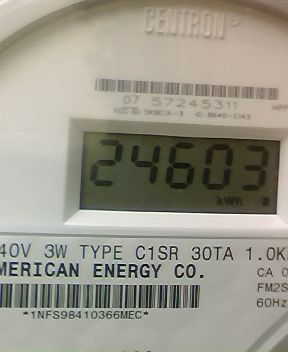 CENTRON®
07 57245311
24603
kWh
40V 3W TYPE C1SR 30TA 1.0K
MERICAN ENERGY CO.
CA 0
FM2S
60Hz
*1NFS98410366MEC*